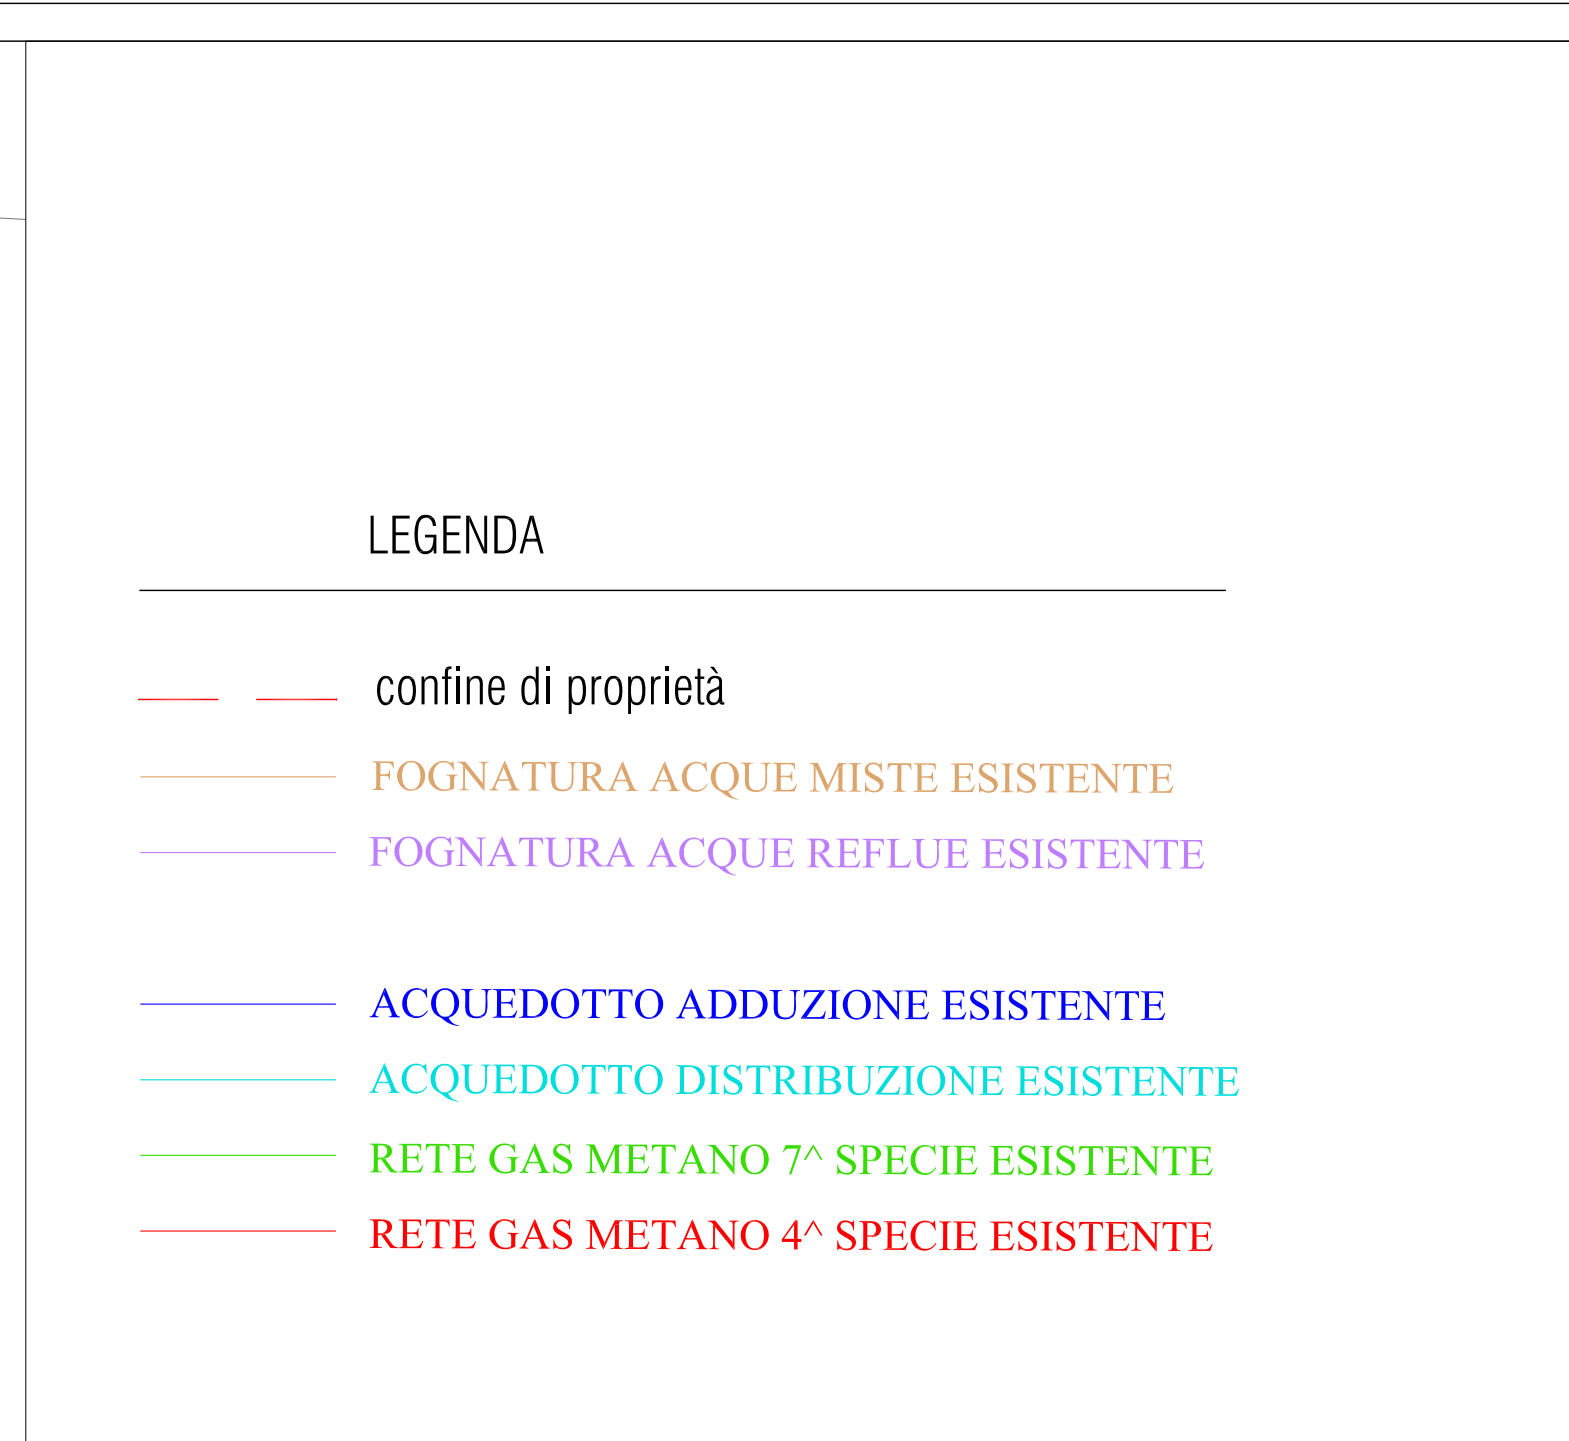 LEGENDA
confine di proprietà
FOGNATURA ACQUE MISTE ESISTENTE
FOGNATURA ACQUE REFLUE ESISTENTE
ACQUEDOTTO ADDUZIONE ESISTENTE
ACQUEDOTTO DISTRIBUZIONE ESISTENTE
RETE GAS METANO 7^ SPECIE ESISTENTE
RETE GAS METANO 4^ SPECIE ESISTENTE